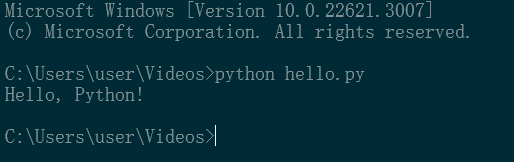 Microsoft Windows [Version 10.0.22621.3007]
(c) Microsoft Corporation. All rights reserved.
C:\Users\user\Videos>python hello.py
Hello, Python!
C:\Users\user\Videos>